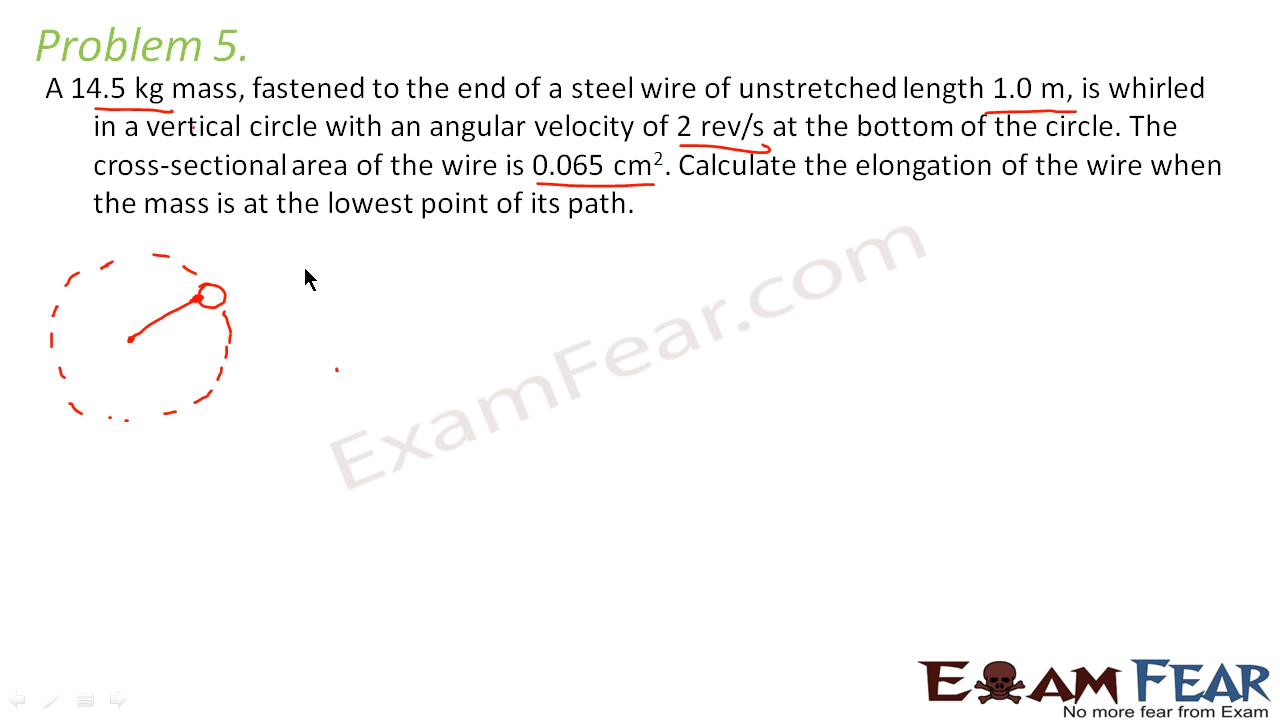 Problem 5.
A 14.5 kg mass, fastened to the end of a steel wire of unstretched length 1.0 m, is whirled
in a vertical circle with an angular velocity of 2 rev/s at the bottom of the circle. The
cross-sectional area of the wire is 0.065 cm². Calculate the elongation of the wire when
the mass is at the lowest point of its path.
ExamFear.com
EXAM FEAR
No more fear from Exam